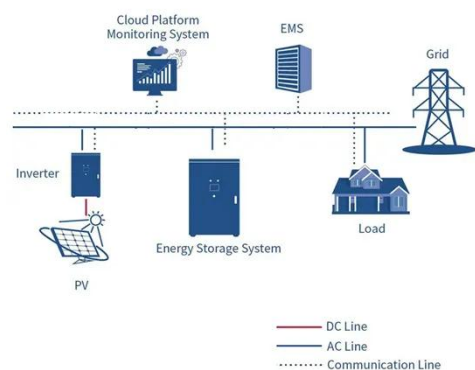 Cloud Platform
Monitoring System
EMS
Grid
Inverter
Energy Storage System
Load
PV
DC Line
AC Line
Communication Line